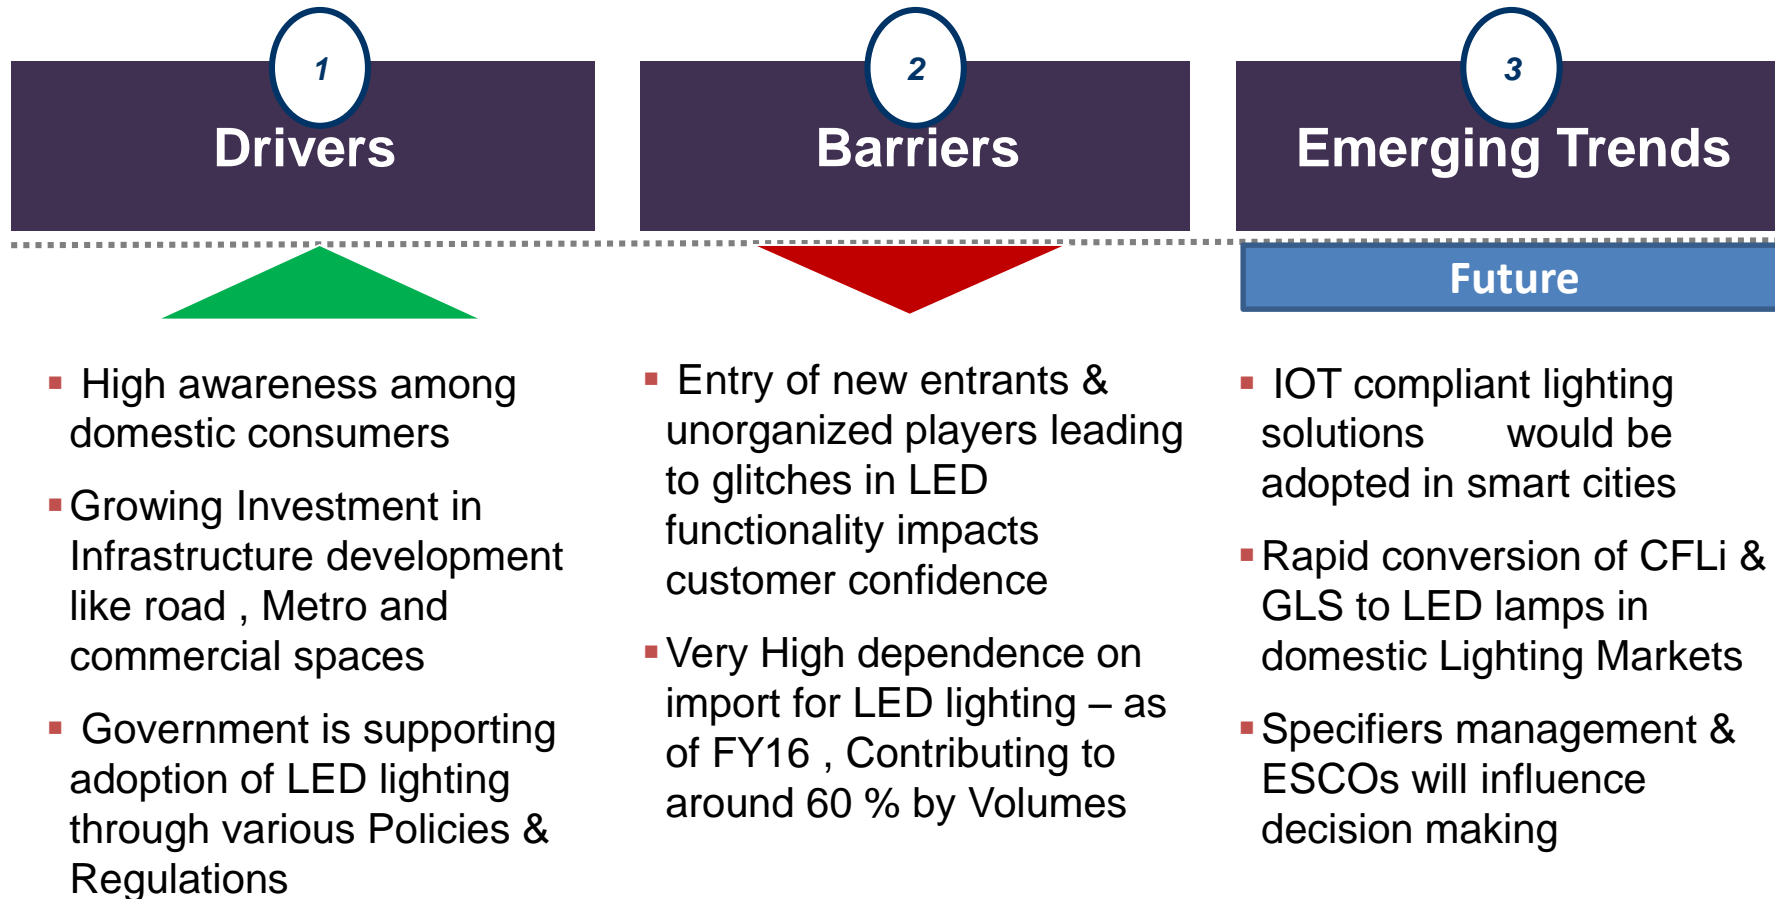 1
Drivers
▪ High awareness among
domestic consumers
▪Growing Investment in
Infrastructure development
like road , Metro and
commercial spaces
▪ Government is supporting
adoption of LED lighting
through various Policies &
Regulations
2
Barriers
▪ Entry of new entrants &
unorganized players leading
to glitches in LED
functionality impacts
customer confidence
▪Very High dependence on
import for LED lighting – as
of FY16 , Contributing to
around 60 % by Volumes
3
Emerging Trends
Future
▪ IOT compliant lighting
solutions would be
adopted in smart cities
▪Rapid conversion of CFLi &
GLS to LED lamps in
domestic Lighting Markets
▪Specifiers management &
ESCOs will influence
decision making